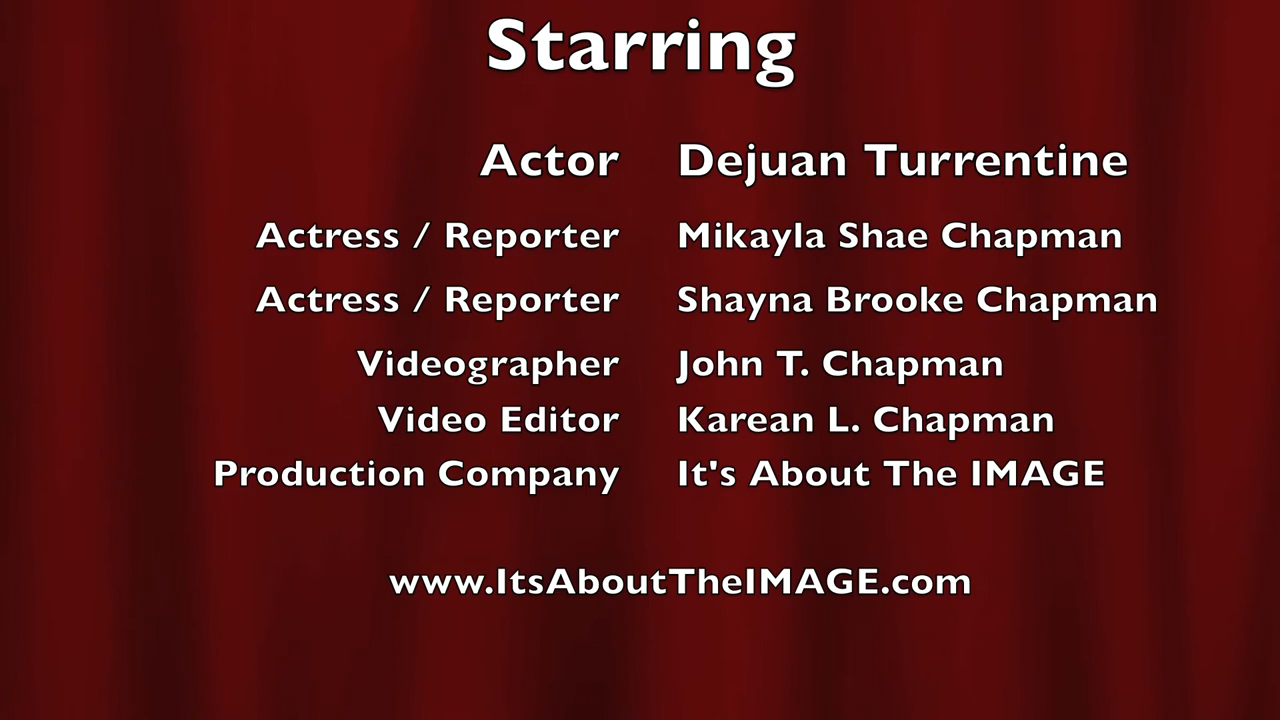 Starring
Actor Dejuan Turrentine
Actress / Reporter Mikayla Shae Chapman
Actress / Reporter Shayna Brooke Chapman
Videographer John T. Chapman
Video Editor Karean L. Chapman
Production Company It's About The IMAGE
www.ItsAboutTheIMAGE.com